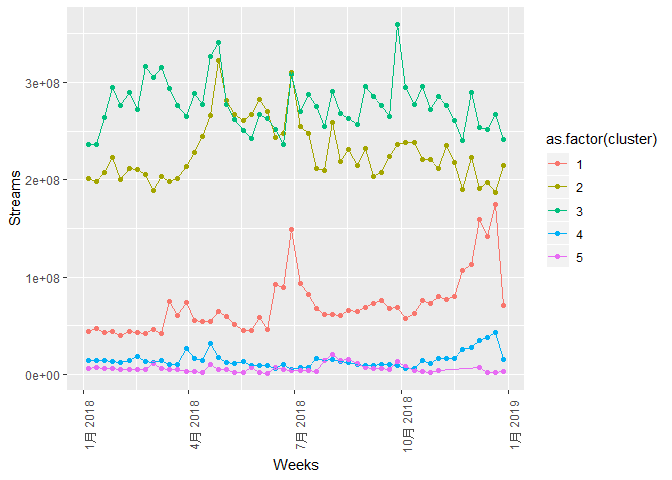 Streams
3e+08
2e+08
1e+08
0e+00
1月 2018
4月 2018
7月 2018
10月 2018
1月 2019
Weeks
as.factor(cluster)
1
2
3
4
5